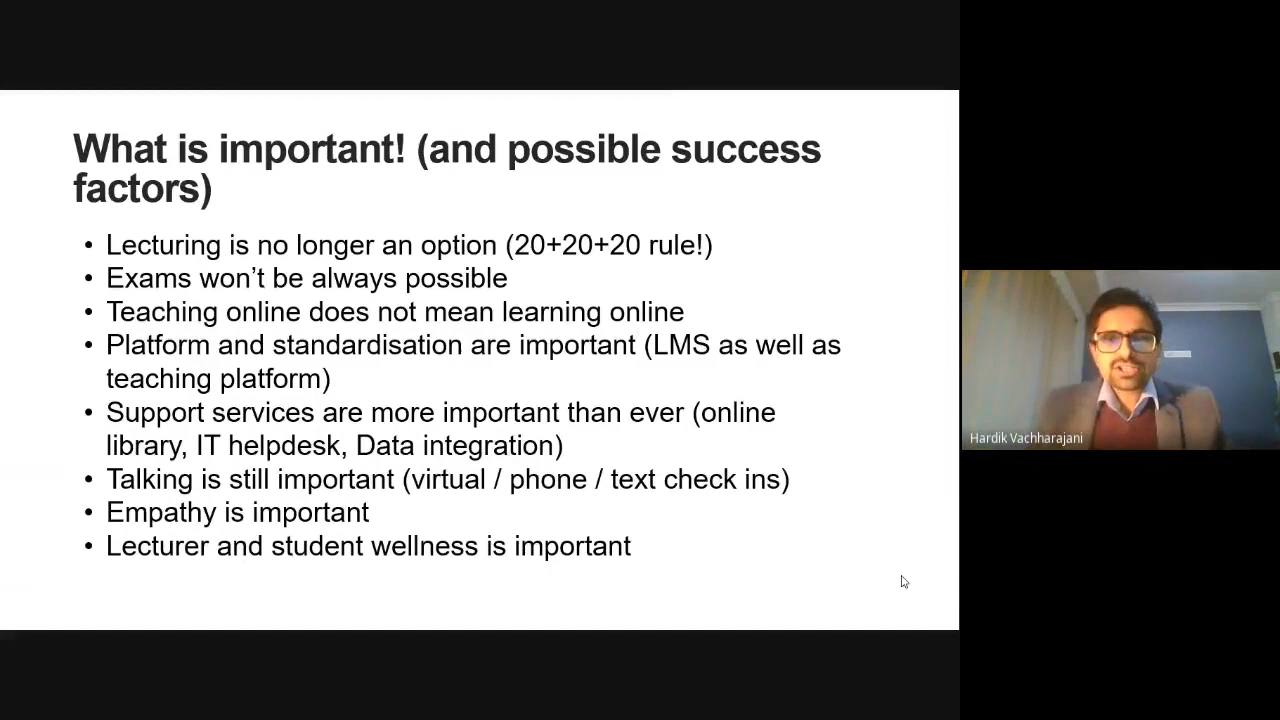 What is important! (and possible success
factors)
• Lecturing is no longer an option (20+20+20 rule!)
• Exams won’t be always possible
• Teaching online does not mean learning online
• Platform and standardisation are important (LMS as well as
teaching platform)
• Support services are more important than ever (online
library, IT helpdesk, Data integration)
• Talking is still important (virtual / phone / text check ins)
• Empathy is important
• Lecturer and student wellness is important
Hardik Vachharajani